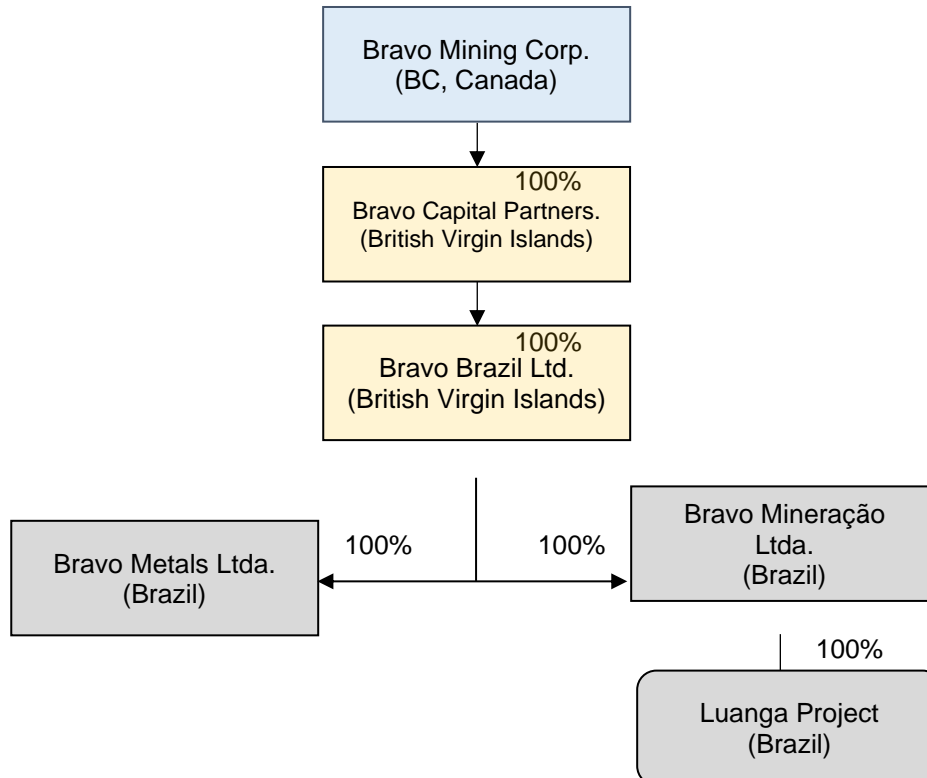 Bravo Mining Corp.
(BC, Canada)
100%
Bravo Capital Partners.
(British Virgin Islands)
100%
Bravo Brazil Ltd.
(British Virgin Islands)
Bravo Metals Ltda.
(Brazil)
100%
100%
Bravo Mineração
Ltda.
(Brazil)
100%
Luanga Project
(Brazil)